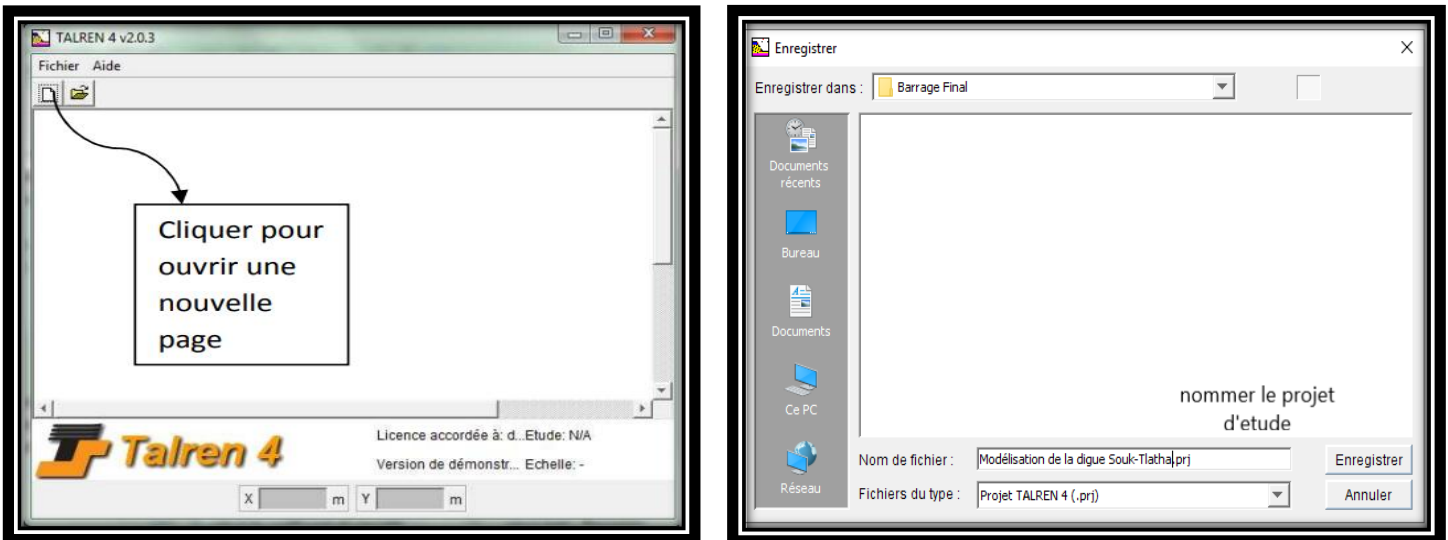 TALREN 4 v2.0.3
Fichier Aide
Cliquer pour
ouvrir une
nouvelle
page
Talren 4
Licence accordée à: d...Etude: N/A
Version de démonstr... Echelle: -
X m Y m
Enregistrer
Enregistrer dans : Barrage Final
Documents
récents
Bureau
Documents
Ce PC
Réseau
nommer le projet
d'etude
Nom de fichier : Modélisation de la digue Souk-Tlatha.prj Enregistrer
Fichiers du type : Projet TALREN 4 (.prj) Annuler